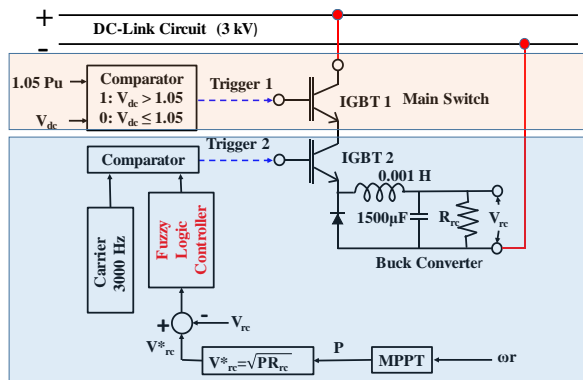 +
DC-Link Circuit (3 kV)
-
1.05 Pu
Comparator
1: Vdc > 1.05
0: Vdc ≤ 1.05
Vdc
Trigger 1
IGBT 1
Main Switch
Trigger 2
Comparator
IGBT 2
0.001 H
1500µF
Rrc
Vrc
Buck Converter
Carrier
3000 Hz
Fuzzy
Logic
Controller
+
-
Vrc
V*rc
V*rc=√PRrc
P
MPPT
ωr